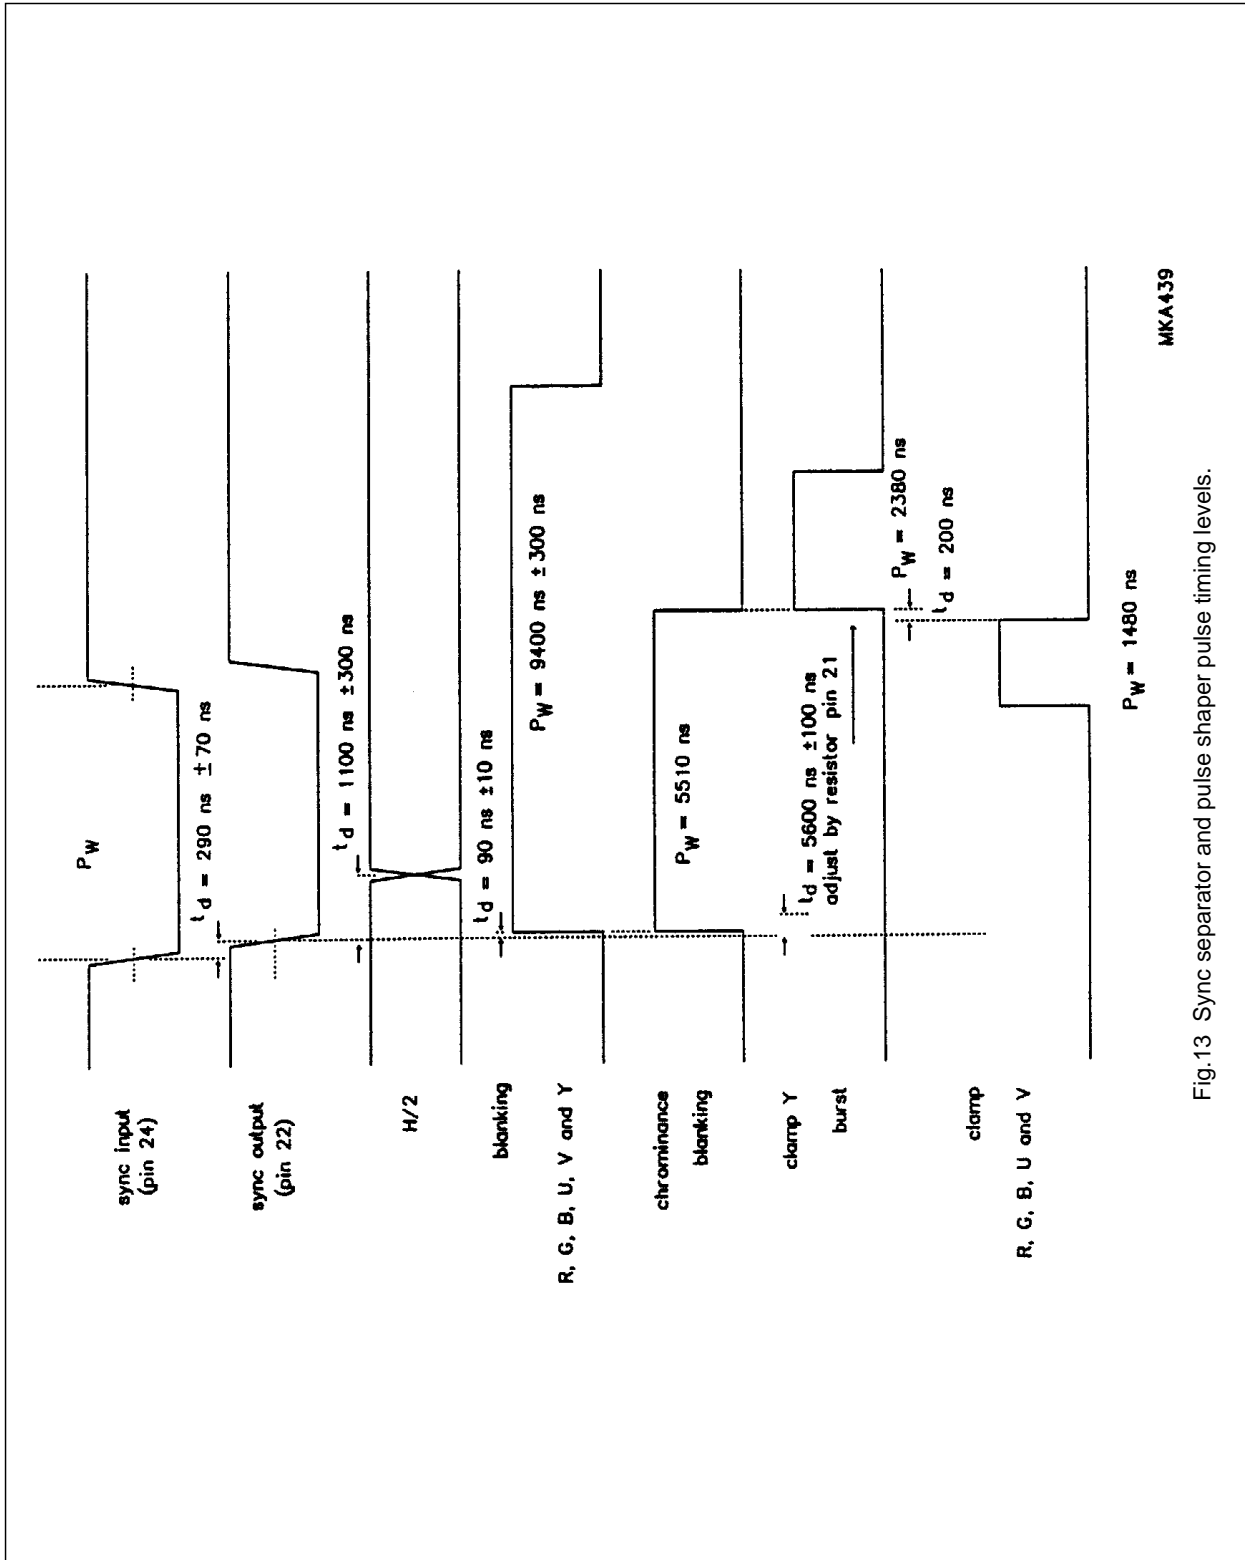 sync input
(pin 24)
P_W
t_d = 290 ns ±70 ns
sync output
(pin 22)
t_d = 1100 ns ±300 ns
H/2
t_d = 90 ns ±10 ns
blanking
R, G, B, U, V and Y
P_W = 9400 ns ±300 ns
chrominance
blanking
P_W = 5510 ns
clamp Y
burst
t_d = 5600 ns ±100 ns
adjust by resistor pin 21
P_W = 2380 ns
t_d = 200 ns
clamp
R, G, B, U and V
P_W = 1480 ns
MKA439
Fig.13 Sync separator and pulse shaper pulse timing levels.